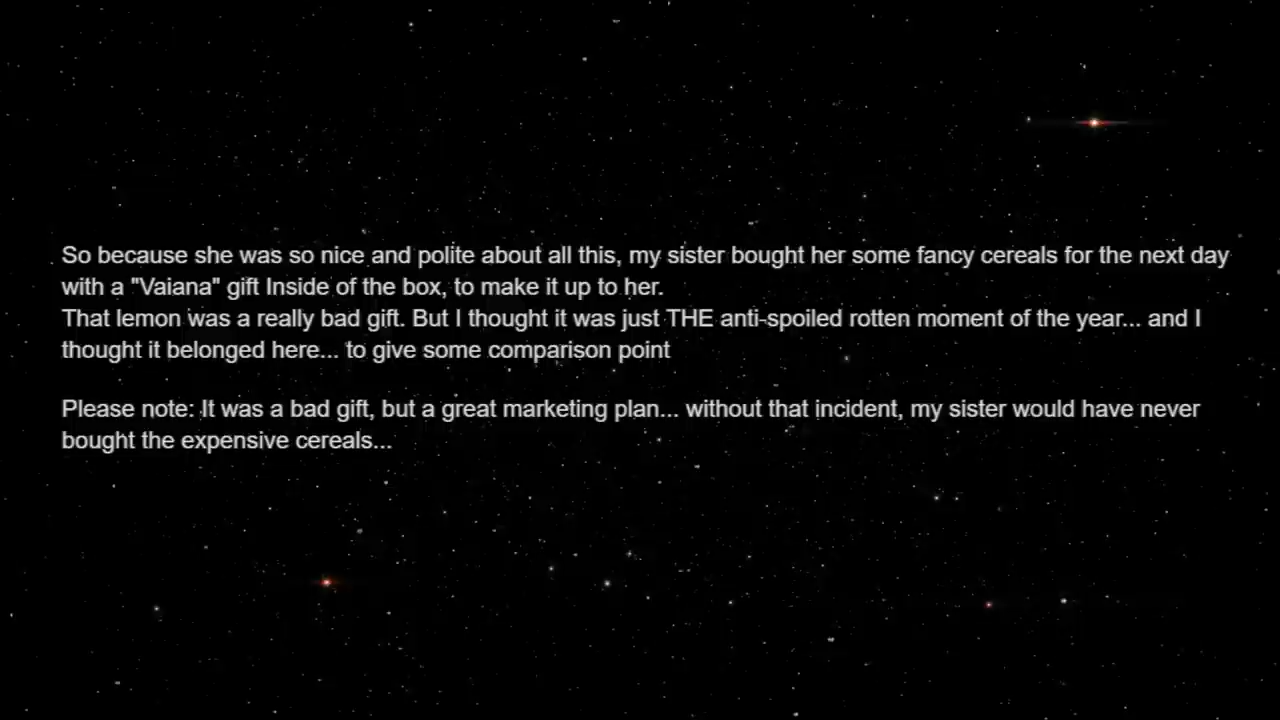 So because she was so nice and polite about all this, my sister bought her some fancy cereals for the next day
with a "Vaiana" gift Inside of the box, to make it up to her.
That lemon was a really bad gift. But I thought it was just THE anti-spoiled rotten moment of the year... and I
thought it belonged here... to give some comparison point
Please note: It was a bad gift, but a great marketing plan... without that incident, my sister would have never
bought the expensive cereals...